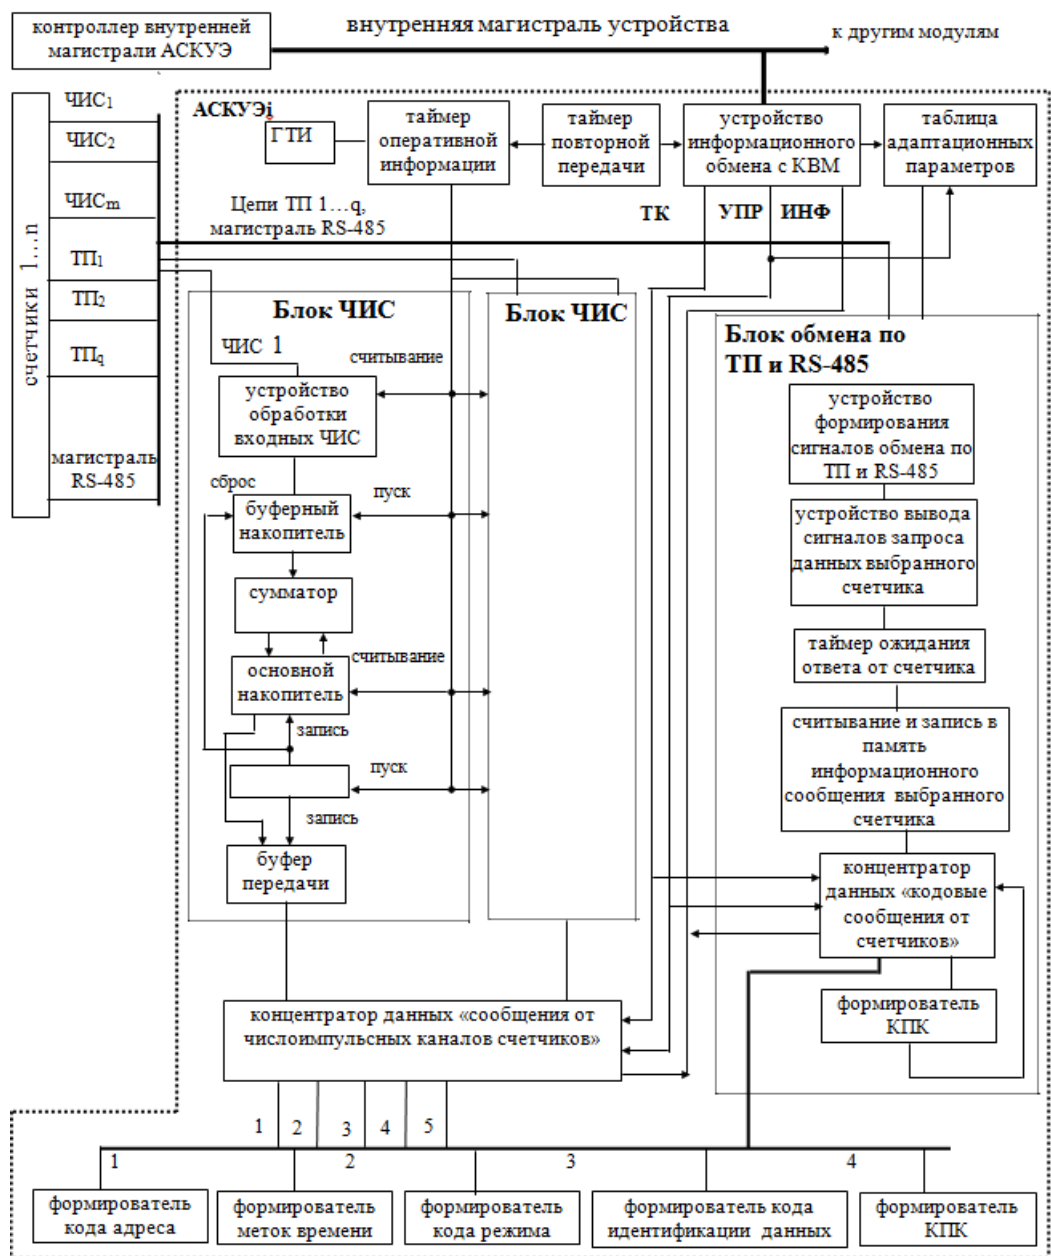 контроллер внутренней
магистрали АСКУЭ
внутренняя магистраль устройства
к другим модулям
счетчики 1…n
ЧИС1
ЧИС2
ЧИСm
ТП1
ТП2
ТПq
магистраль
RS-485
АСКУЭi
ГТИ
таймер
оперативной
информации
таймер
повторной
передачи
устройство
информационного
обмена с КВМ
таблица
адаптационных
параметров
Цепи ТП 1…q,
магистраль RS-485
ТК
УПР
ИНФ
Блок ЧИС
ЧИС 1
считывание
устройство
обработки
входных ЧИС
сброс
пуск
буферный
накопитель
сумматор
считывание
основной
накопитель
запись
пуск
запись
буфер
передачи
Блок ЧИС
Блок обмена по
ТП и RS-485
устройство
формирования
сигналов обмена по
ТП и RS-485
устройство вывода
сигналов запроса
данных выбранного
счетчика
таймер ожидания
ответа от счетчика
считывание и запись в
память
информационного
сообщения выбранного
счетчика
концентратор
данных «кодовые
сообщения от
счетчиков»
формирователь
КПК
концентратор данных «сообщения от
числоимпульсных каналов счетчиков»
1 2 3 4 5
1 2 3 4
формирователь
кода адреса
формирователь
меток времени
формирователь
кода режима
формирователь кода
идентификации данных
формирователь
КПК